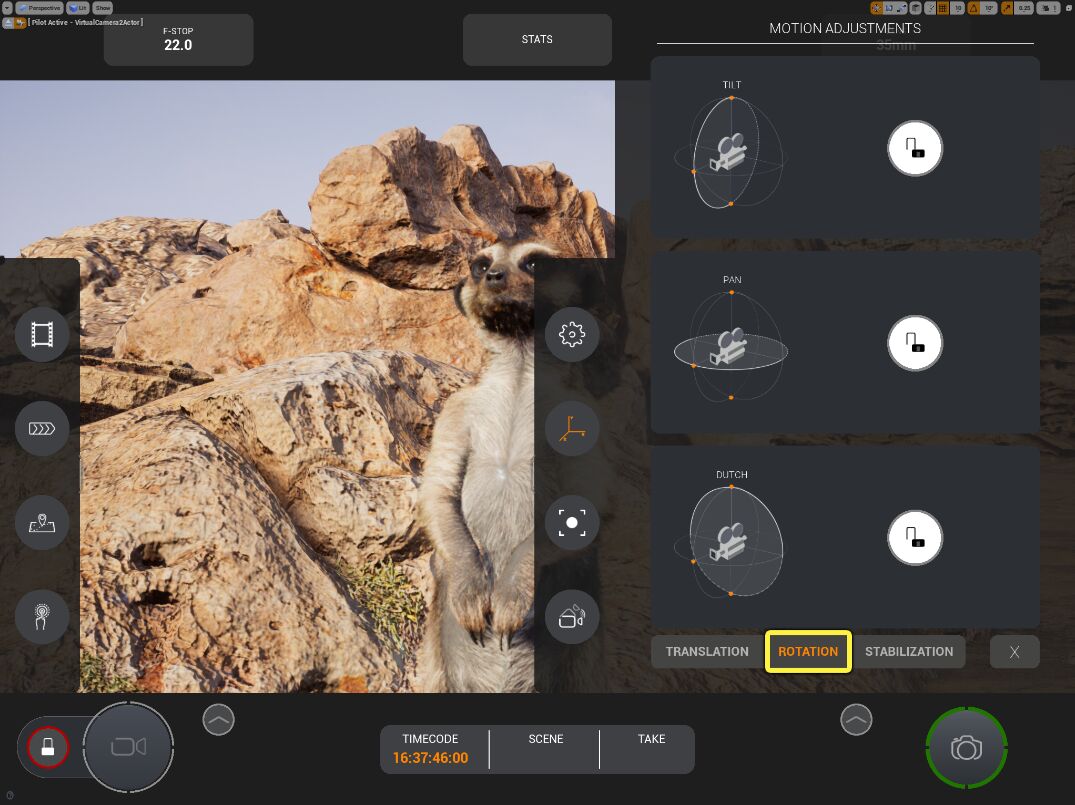 Perspective Lit Show
10 10° 0.25 1
[ Pilot Active - VirtualCamera2Actor ]
F-STOP
22.0
STATS
MOTION ADJUSTMENTS
35mm
TILT
PAN
DUTCH
TRANSLATION ROTATION STABILIZATION X
TIMECODE SCENE TAKE
16:37:46:00